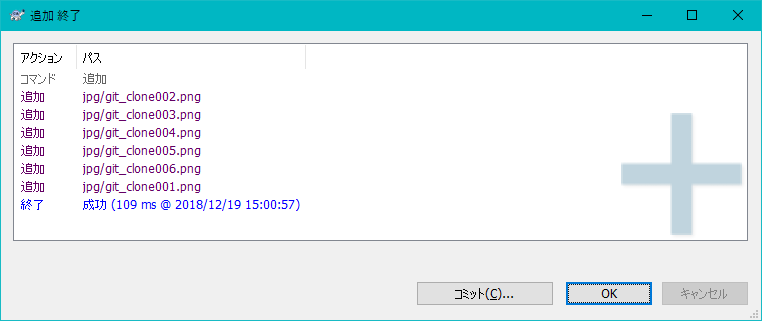 追加 終了
アクション パス
コマンド 追加
追加 jpg/git_clone002.png
追加 jpg/git_clone003.png
追加 jpg/git_clone004.png
追加 jpg/git_clone005.png
追加 jpg/git_clone006.png
追加 jpg/git_clone001.png
終了 成功 (109 ms @ 2018/12/19 15:00:57)
コミット(C)... OK キャンセル